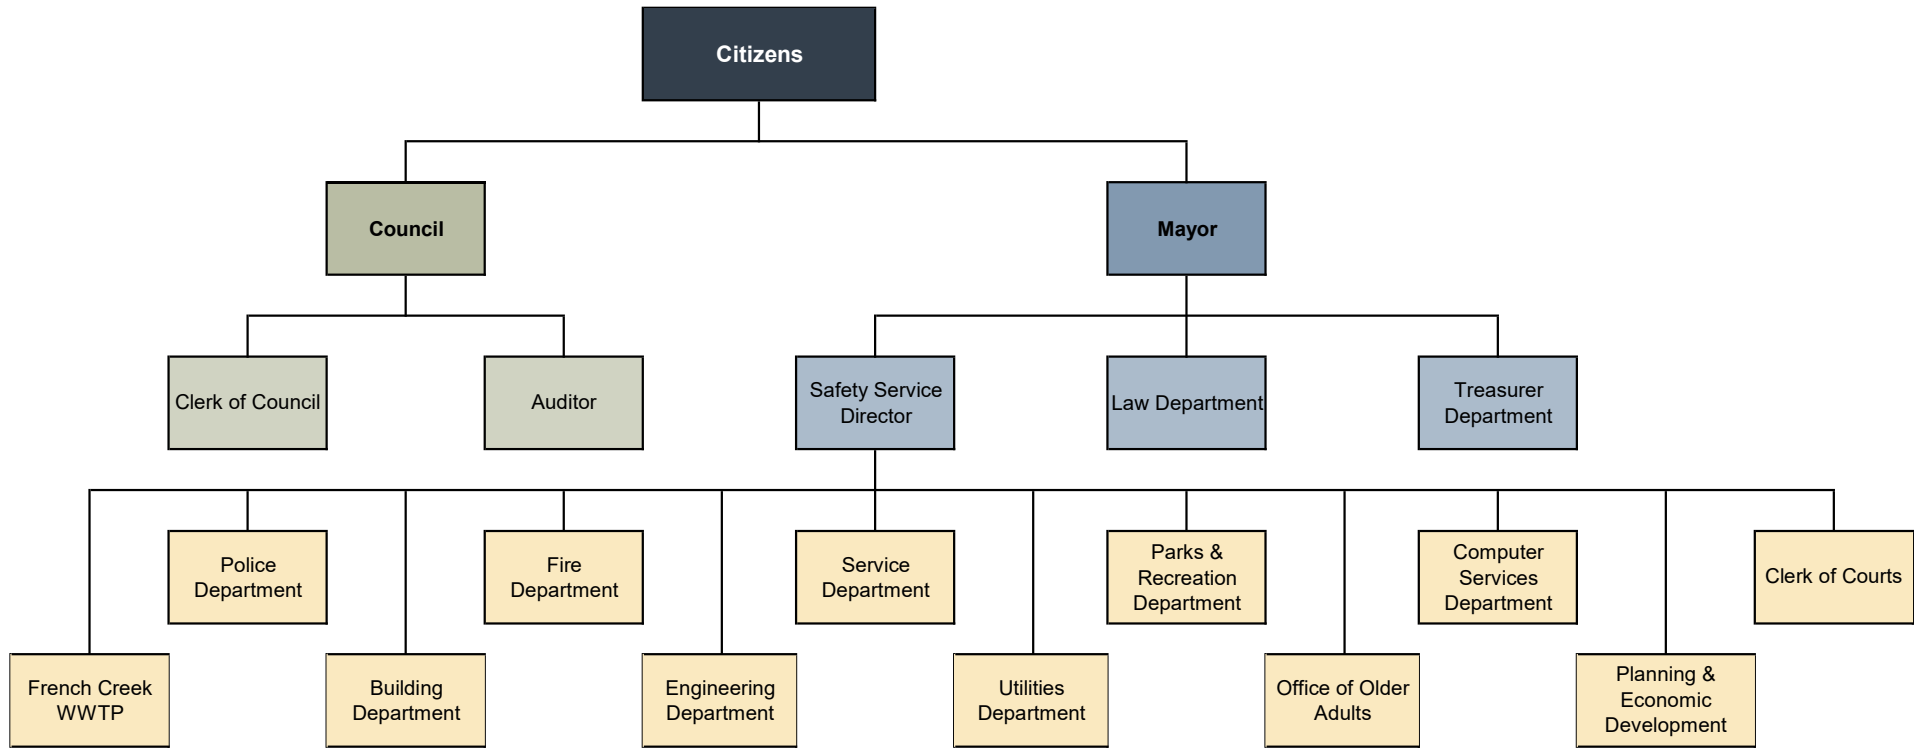 Citizens
Council
Mayor
Clerk of Council
Auditor
Safety Service
Director
Law Department
Treasurer
Department
Police
Department
Fire
Department
Service
Department
Parks &
Recreation
Department
Computer
Services
Department
Clerk of Courts
French Creek
WWTP
Building
Department
Engineering
Department
Utilities
Department
Office of Older
Adults
Planning &
Economic
Development